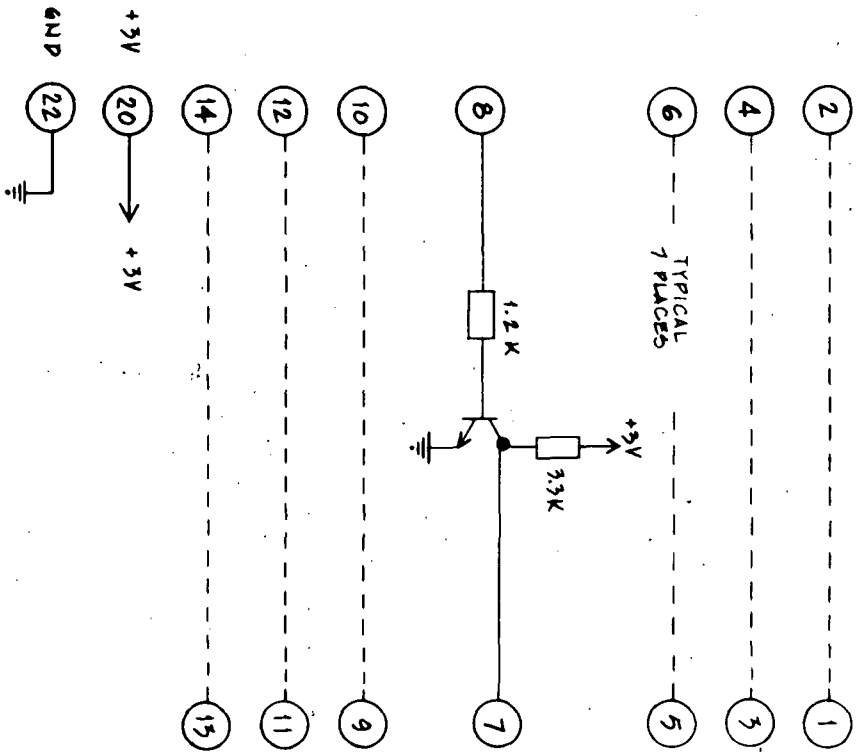 2 1
4 3
TYPICAL
6 5
7 PLACES
+3V
3.3K
1.2 K
8 7
10 9
12 11
14 13
+3V 20 +3V
GND 22